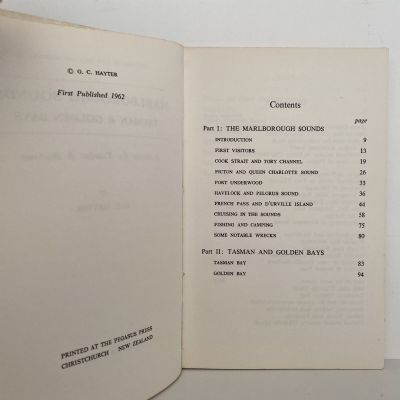 © G. C. HAYTER
First Published 1962
PRINTED AT THE PEGASUS PRESS
CHRISTCHURCH NEW ZEALAND
Contents
page
Part I: THE MARLBOROUGH SOUNDS
INTRODUCTION 9
FIRST VISITORS 13
COOK STRAIT AND TORY CHANNEL 19
PICTON AND QUEEN CHARLOTTE SOUND 26
PORT UNDERWOOD 33
HAVELOCK AND PELORUS SOUND 36
FRENCH PASS AND D'URVILLE ISLAND 44
CRUISING IN THE SOUNDS 58
FISHING AND CAMPING 75
SOME NOTABLE WRECKS 80
Part II: TASMAN AND GOLDEN BAYS
TASMAN BAY 83
GOLDEN BAY 94